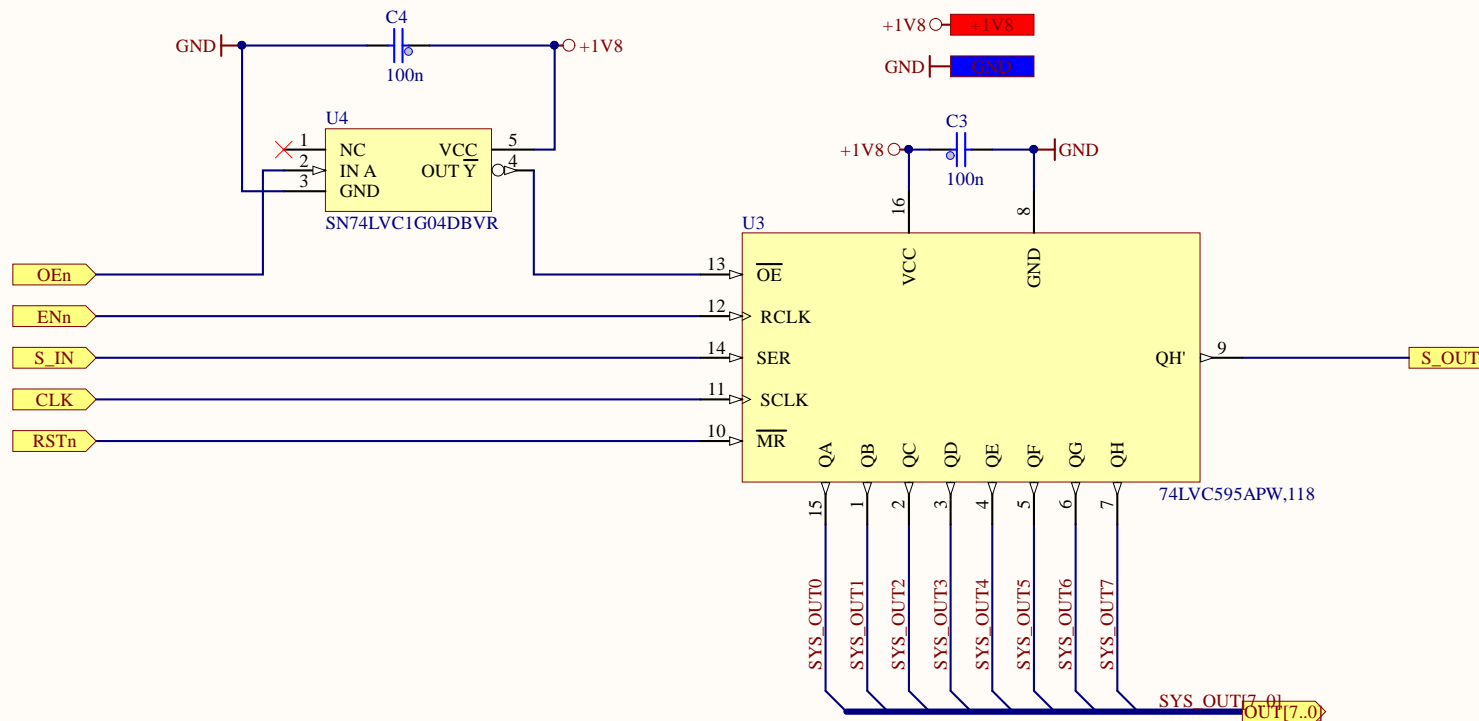 C4
GND
+1V8
100n
+1V8
+1V8
GND
GND
U4
1
NC
VCC
5
2
IN A
OUT Y
4
3
GND
SN74LVC1G04DBVR
C3
+1V8
GND
100n
16
8
U3
VCC
GND
OEn
13
OE
ENn
12
RCLK
S_IN
14
SER
QH'
9
S_OUT
CLK
11
SCLK
RSTn
10
MR
QA
QB
QC
QD
QE
QF
QG
QH
74LVC595APW,118
15
1
2
3
4
5
6
7
SYS_OUT0
SYS_OUT1
SYS_OUT2
SYS_OUT3
SYS_OUT4
SYS_OUT5
SYS_OUT6
SYS_OUT7
SYS_OUT[7..0]
OUT[7..0]